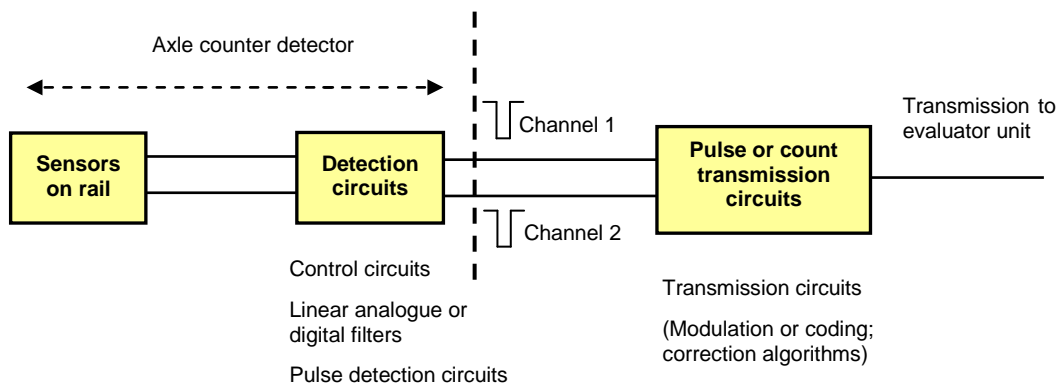 Axle counter detector
Channel 1
Transmission to
evaluator unit
Sensors
on rail
Detection
circuits
Pulse or count
transmission
circuits
Channel 2
Control circuits
Linear analogue or
digital filters
Pulse detection circuits
Transmission circuits
(Modulation or coding;
correction algorithms)